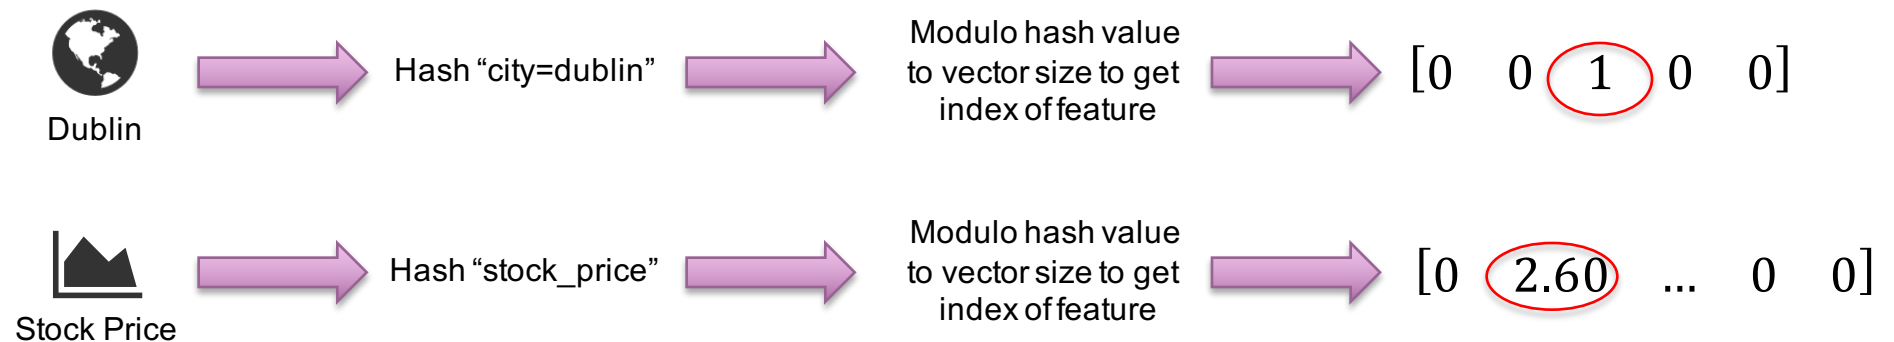 Dublin
Hash “city=dublin”
Modulo hash value
to vector size to get
index of feature
[0 0 1 0 0]
Stock Price
Hash “stock_price”
Modulo hash value
to vector size to get
index of feature
[0 2.60 … 0 0]